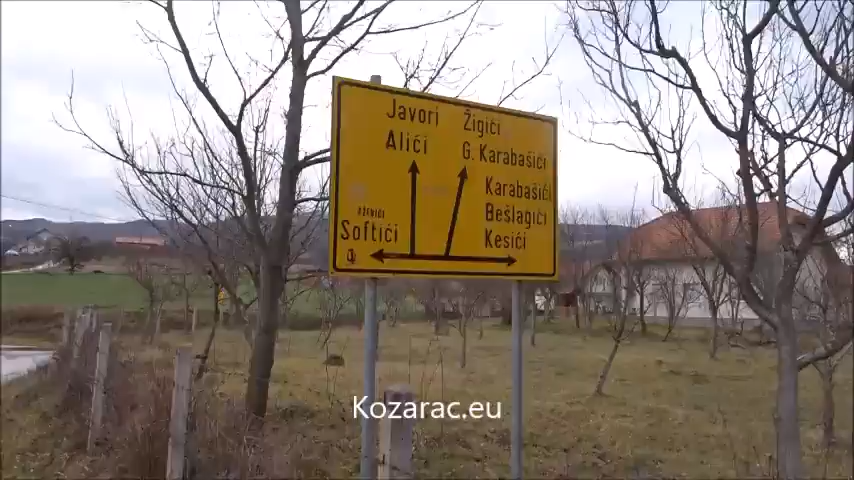 Javori
Alići
Žigići
G. Karabašići
Karabašići
Bešlagići
Kesići
Softići
Kozarac.eu